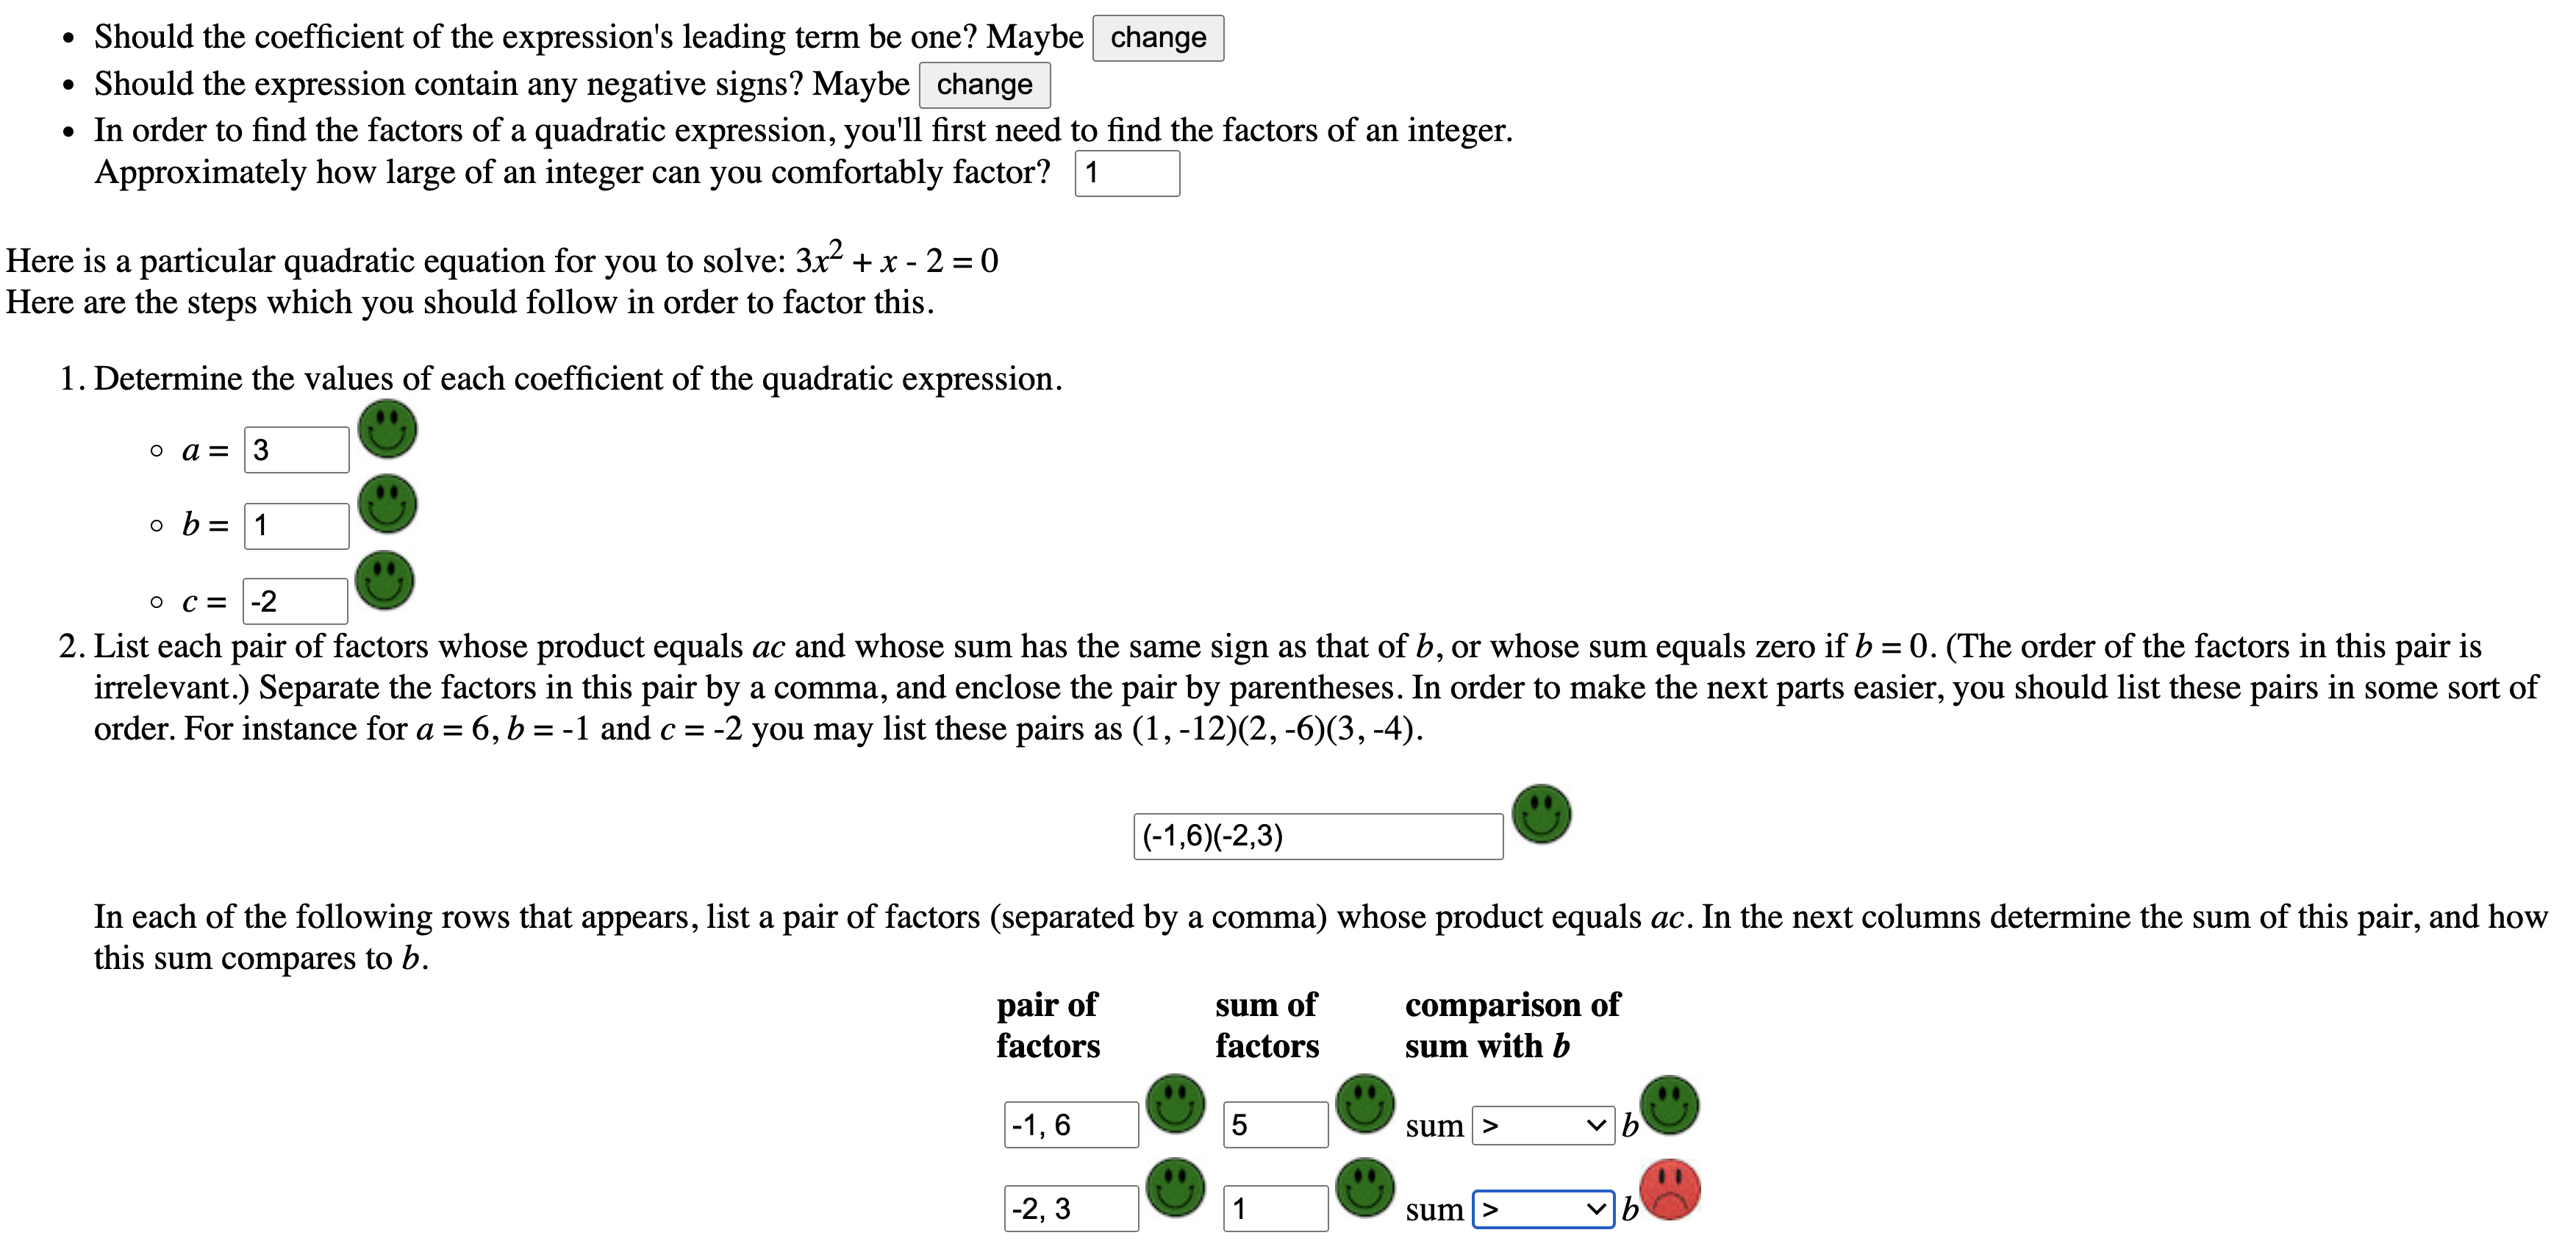 • Should the coefficient of the expression's leading term be one? Maybe change
• Should the expression contain any negative signs? Maybe change
• In order to find the factors of a quadratic expression, you'll first need to find the factors of an integer.
Approximately how large of an integer can you comfortably factor? 1
Here is a particular quadratic equation for you to solve: 3x² + x - 2 = 0
Here are the steps which you should follow in order to factor this.
1. Determine the values of each coefficient of the quadratic expression.
a = 3
b = 1
c = -2
2. List each pair of factors whose product equals ac and whose sum has the same sign as that of b, or whose sum equals zero if b = 0. (The order of the factors in this pair is
irrelevant.) Separate the factors in this pair by a comma, and enclose the pair by parentheses. In order to make the next parts easier, you should list these pairs in some sort of
order. For instance for a = 6, b = -1 and c = -2 you may list these pairs as (1, -12)(2, -6)(3, -4).
(-1,6)(-2,3)
In each of the following rows that appears, list a pair of factors (separated by a comma) whose product equals ac. In the next columns determine the sum of this pair, and how
this sum compares to b.
pair of sum of comparison of
factors factors sum with b
-1, 6 5 sum > b
-2, 3 1 sum > b